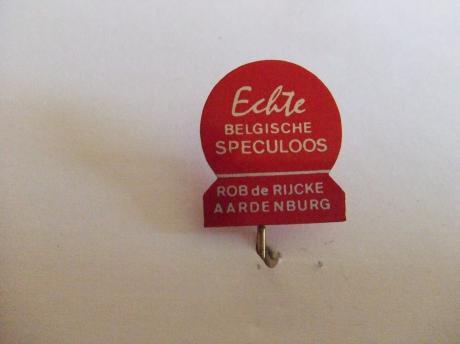 Echte
BELGISCHE
SPECULOOS
ROB de RIJCKE
AARDENBURG